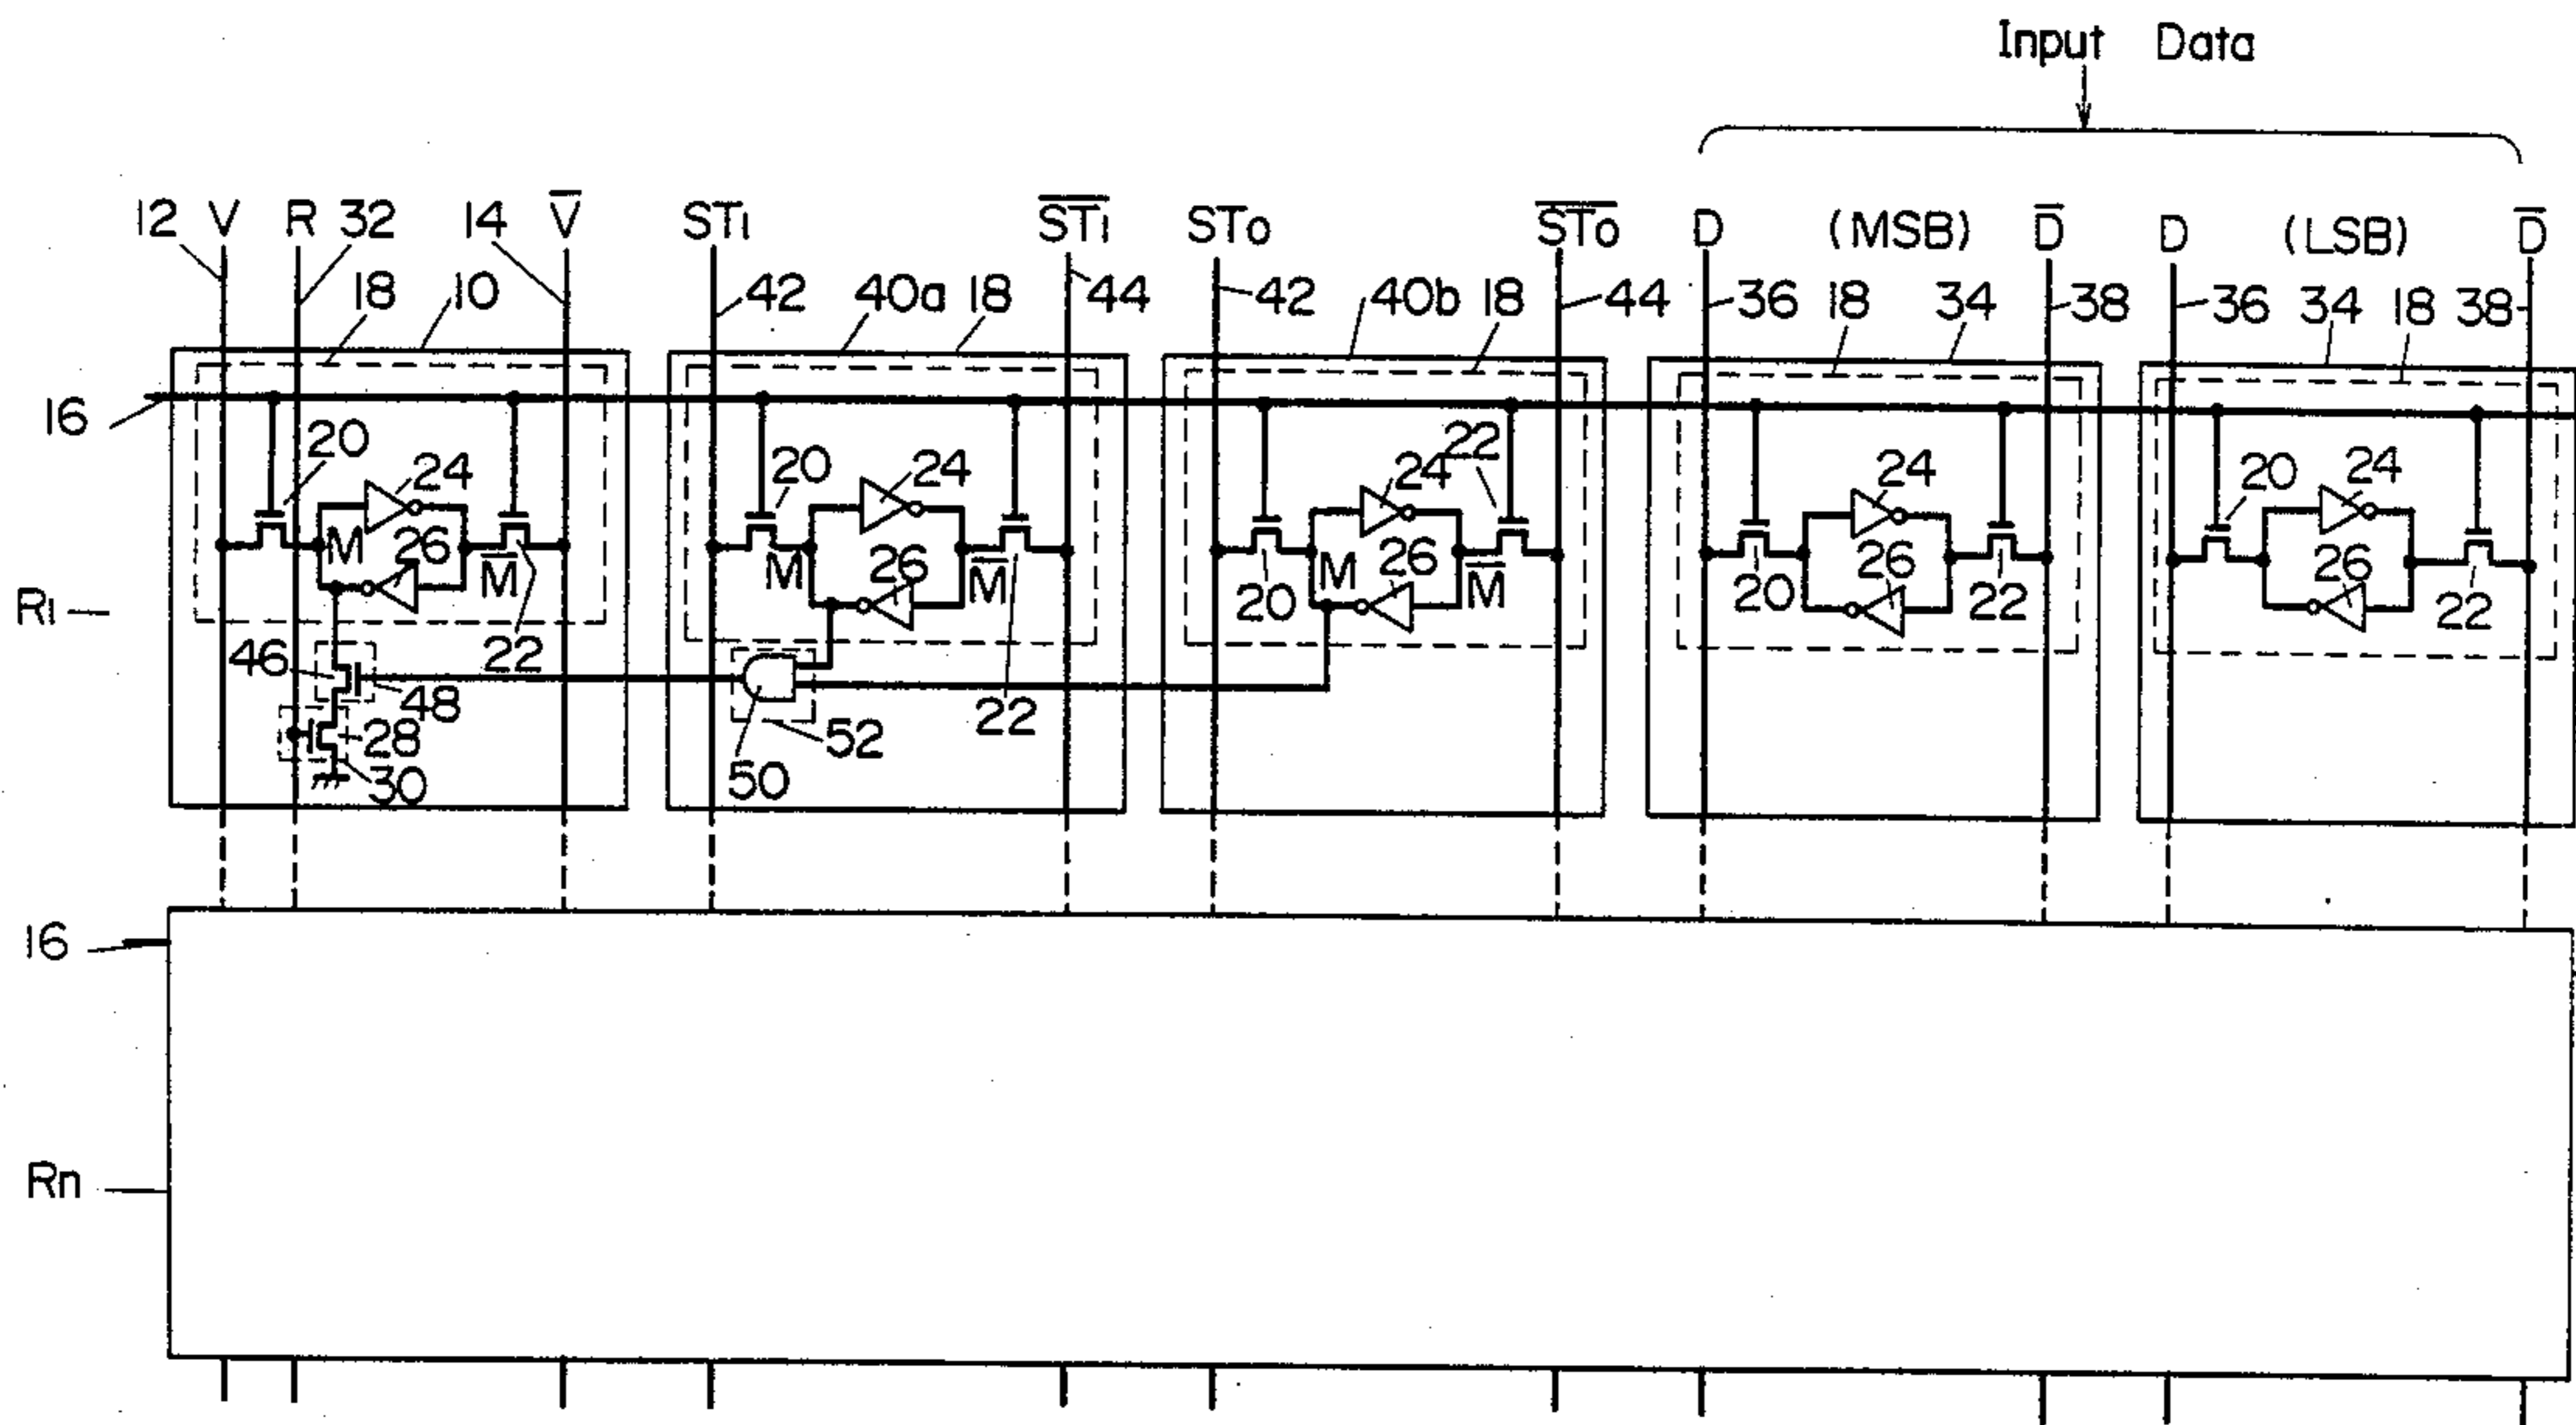 Input Data
12 V R 32 14 V̅ ST1 S̅T̅1̅ ST0 S̅T̅0̅ D (MSB) D̅ D (LSB) D̅
18 10 42 40a 18 44 42 40b 18 44 36 18 34 38 36 34 18 38
16
20 24 20 24 22 24 24 20 24
M 26 M̅ M 26 M̅ M 26 M̅ 26 26
R1 22 20 20 22 22
46 48 22 22
28 52
30 50
16
Rn